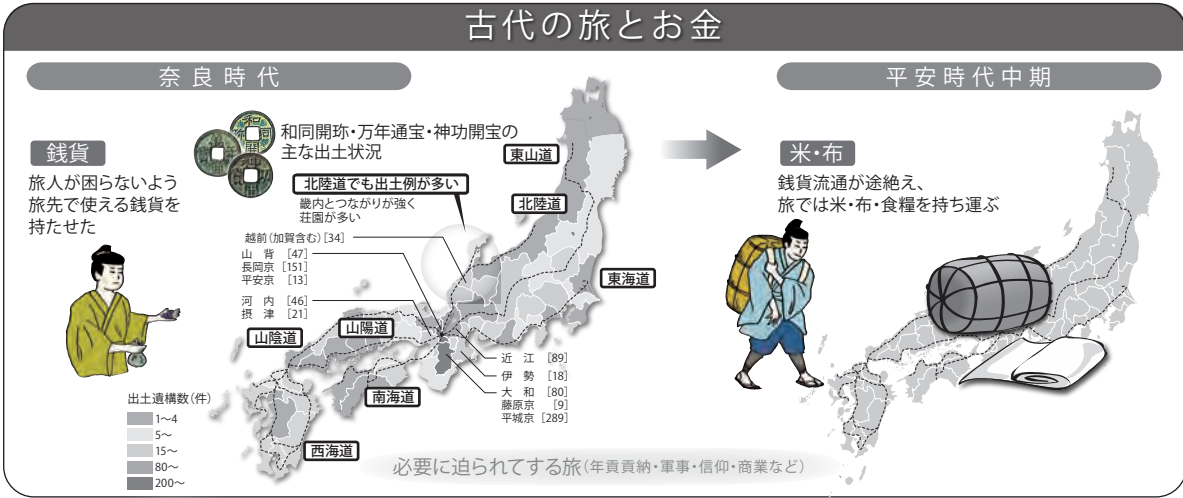 古代の旅とお金
奈良時代
銭貨
旅人が困らないよう
旅先で使える銭貨を
持たせた
和同開珎・万年通宝・神功開宝の
主な出土状況
北陸道でも出土例が多い
畿内とつながりが強く
荘園が多い
越前(加賀含む)[34]
山 背 [47]
長岡京 [151]
平安京 [13]
河 内 [46]
摂 津 [21]
東山道
北陸道
東海道
山陰道
山陽道
南海道
西海道
近 江 [89]
伊 勢 [18]
大 和 [80]
藤原京 [9]
平城京 [289]
出土遺構数(件)
1〜4
5〜
15〜
80〜
200〜
平安時代中期
米・布
銭貨流通が途絶え、
旅では米・布・食糧を持ち運ぶ
必要に迫られてする旅(年貢貢納・軍事・信仰・商業など)